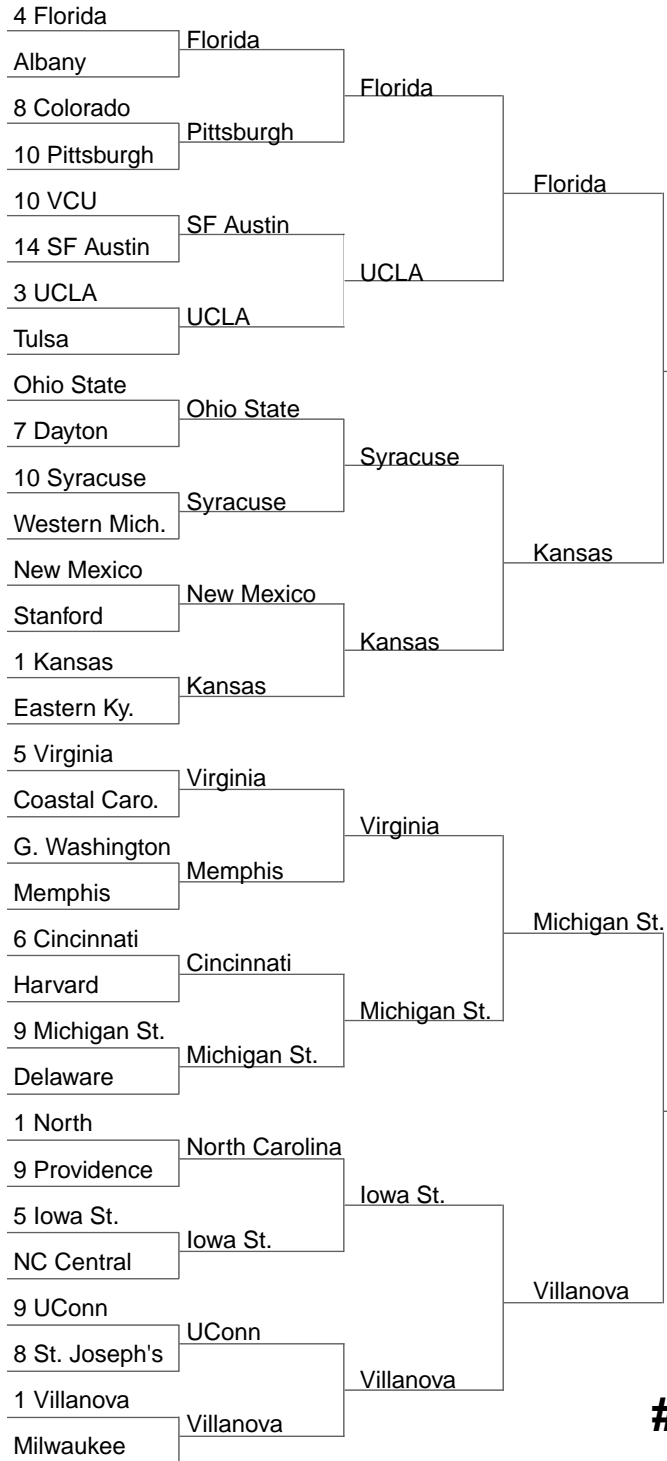 4 Florida
Albany
8 Colorado
10 Pittsburgh
10 VCU
14 SF Austin
3 UCLA
Tulsa
Ohio State
7 Dayton
10 Syracuse
Western Mich.
New Mexico
Stanford
1 Kansas
Eastern Ky.
5 Virginia
Coastal Caro.
G. Washington
Memphis
6 Cincinnati
Harvard
9 Michigan St.
Delaware
1 North
9 Providence
5 Iowa St.
NC Central
9 UConn
8 St. Joseph's
1 Villanova
Milwaukee
Florida
Pittsburgh
SF Austin
UCLA
Ohio State
Syracuse
New Mexico
Kansas
Virginia
Memphis
Cincinnati
Michigan St.
North Carolina
Iowa St.
UConn
Villanova
Florida
UCLA
Syracuse
Kansas
Virginia
Michigan St.
Iowa St.
Villanova
Florida
Kansas
Michigan St.
Villanova
#